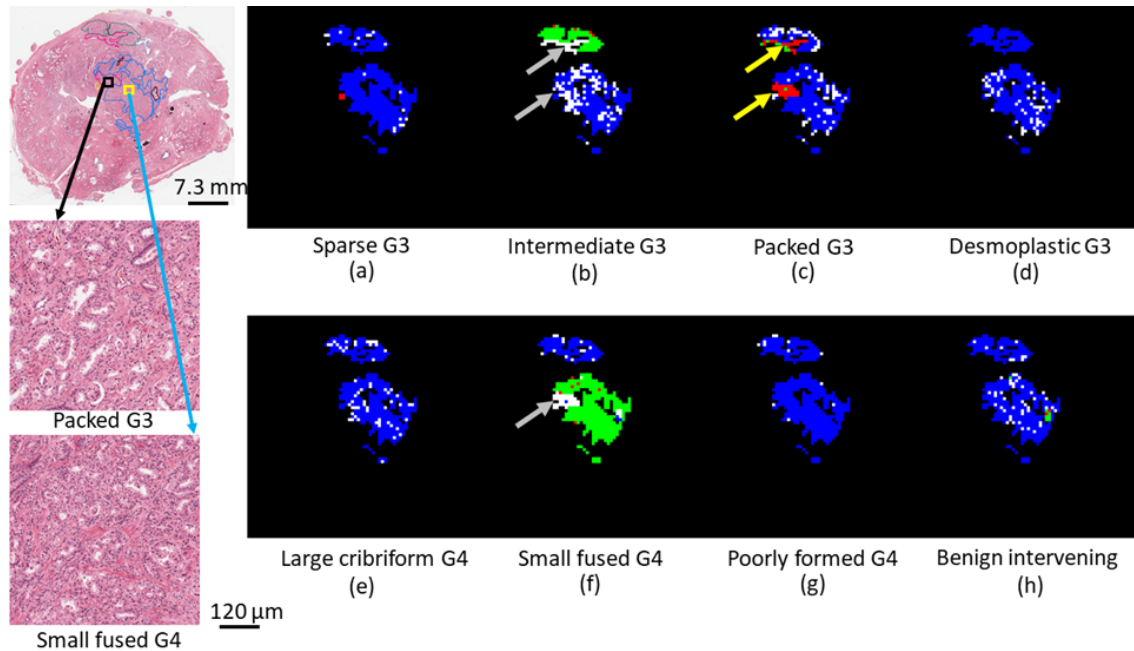 7.3 mm
Packed G3
Small fused G4
120 µm
Sparse G3
(a)
Intermediate G3
(b)
Packed G3
(c)
Desmoplastic G3
(d)
Large cribriform G4
(e)
Small fused G4
(f)
Poorly formed G4
(g)
Benign intervening
(h)